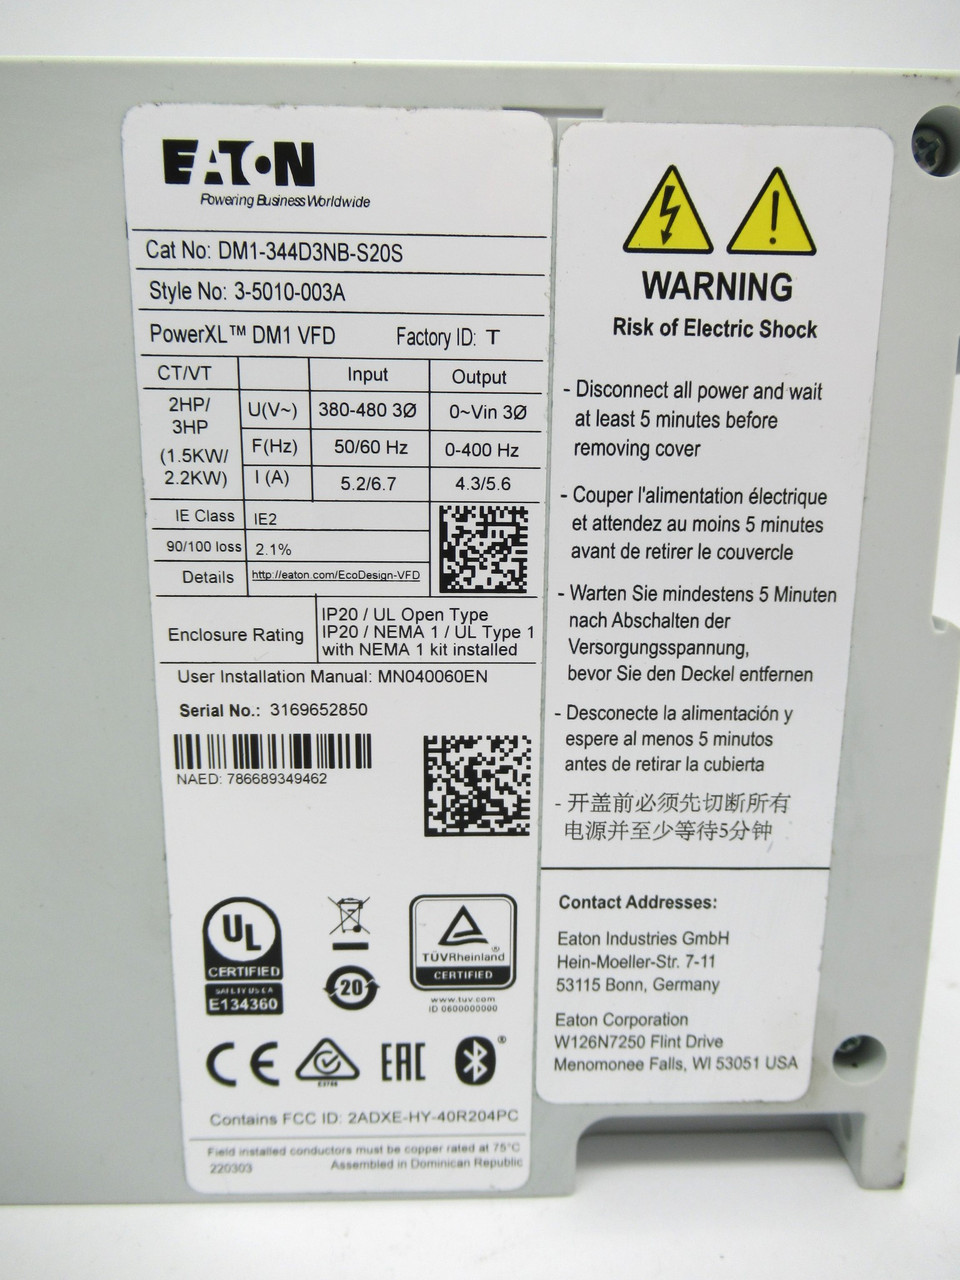 EATON
Powering Business Worldwide
Cat No: DM1-344D3NB-S20S
Style No: 3-5010-003A
PowerXL™ DM1 VFD Factory ID: T
CT/VT Input Output
2HP/
3HP
(1.5KW/
2.2KW)
U(V~) 380-480 3Ø 0~Vin 3Ø
F(Hz) 50/60 Hz 0-400 Hz
I (A) 5.2/6.7 4.3/5.6
IE Class IE2
90/100 loss 2.1%
Details http://eaton.com/EcoDesign-VFD
Enclosure Rating
IP20 / UL Open Type
IP20 / NEMA 1 / UL Type 1
with NEMA 1 kit installed
User Installation Manual: MN040060EN
Serial No.: 3169652850
NAED: 786689349462
UL
CERTIFIED
SAFETY US CA
E134360
20
TÜVRheinland
CERTIFIED
www.tuv.com
ID 0600000000
CE
EAC
®
Contains FCC ID: 2ADXE-HY-40R204PC
Field installed conductors must be copper rated at 75°C
220303 Assembled in Dominican Republic
WARNING
Risk of Electric Shock
- Disconnect all power and wait
at least 5 minutes before
removing cover
- Couper l'alimentation électrique
et attendez au moins 5 minutes
avant de retirer le couvercle
- Warten Sie mindestens 5 Minuten
nach Abschalten der
Versorgungsspannung,
bevor Sie den Deckel entfernen
- Desconecte la alimentación y
espere al menos 5 minutos
antes de retirar la cubierta
- 开盖前必须先切断所有
电源并至少等待5分钟
Contact Addresses:
Eaton Industries GmbH
Hein-Moeller-Str. 7-11
53115 Bonn, Germany
Eaton Corporation
W126N7250 Flint Drive
Menomonee Falls, WI 53051 USA